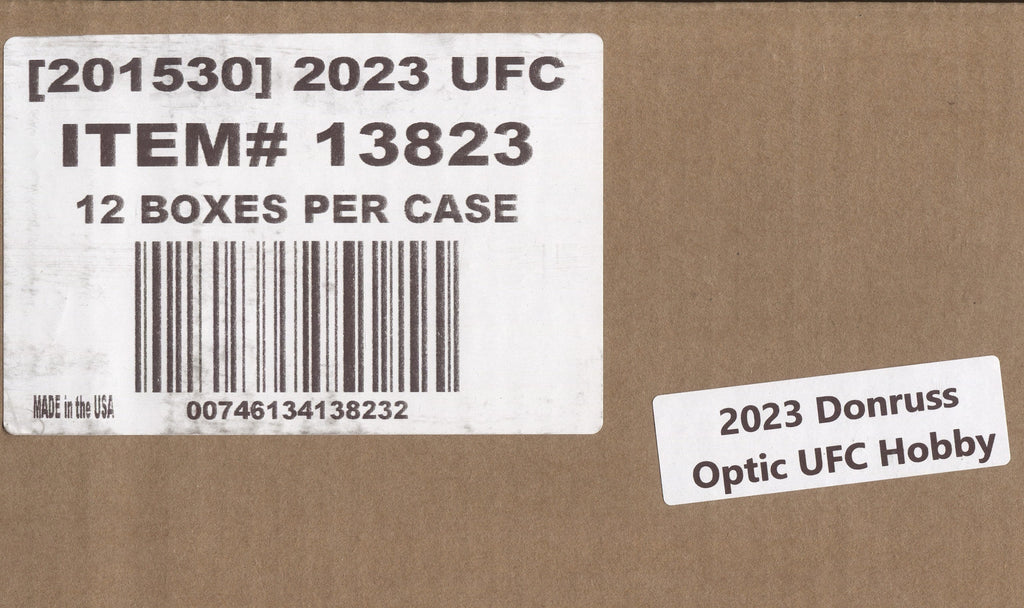 [201530] 2023 UFC
ITEM# 13823
12 BOXES PER CASE
MADE in the USA
00746134138232
2023 Donruss
Optic UFC Hobby